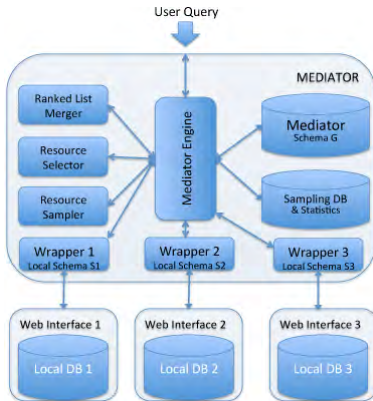 User Query
MEDIATOR
Ranked List
Merger
Resource
Selector
Resource
Sampler
Mediator Engine
Mediator
Schema G
Sampling DB
& Statistics
Wrapper 1
Local Schema S1
Wrapper 2
Local Schema S2
Wrapper 3
Local Schema S3
Web Interface 1
Local DB 1
Web Interface 2
Local DB 2
Web Interface 3
Local DB 3